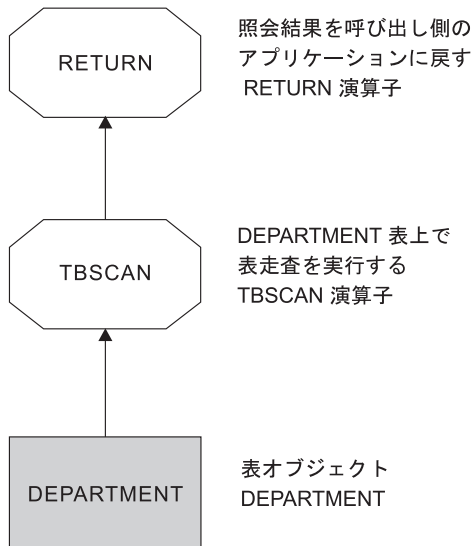 RETURN
照会結果を呼び出し側の
アプリケーションに戻す
RETURN 演算子
TBSCAN
DEPARTMENT 表上で
表走査を実行する
TBSCAN 演算子
DEPARTMENT
表オブジェクト
DEPARTMENT